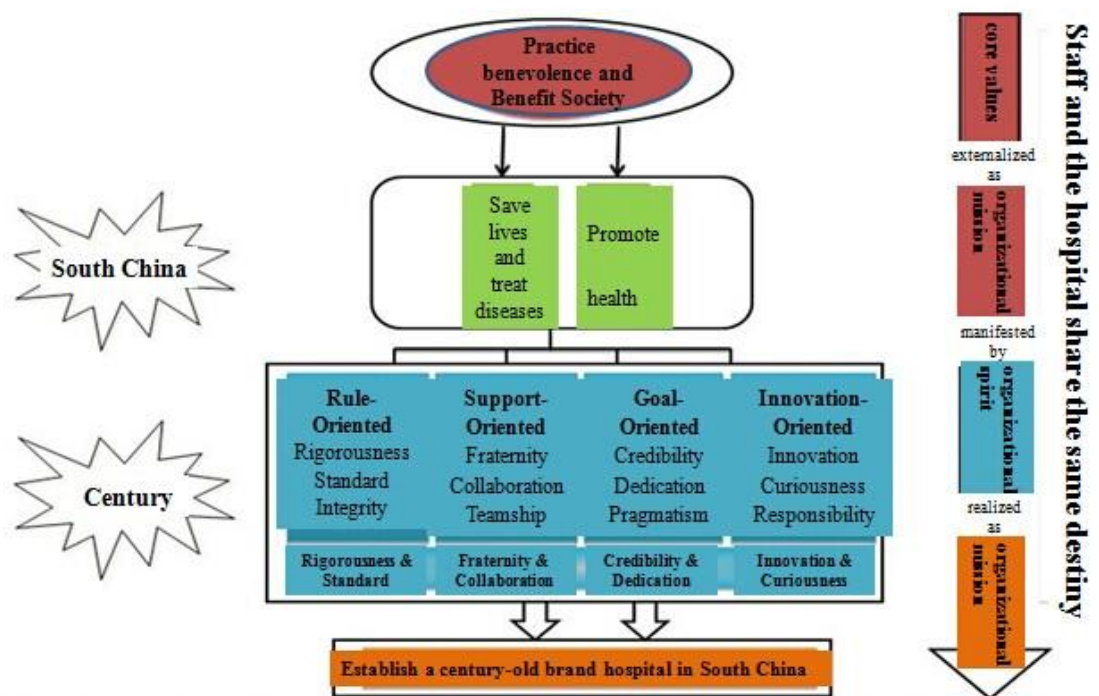 Practice
benevolence and
Benefit Society
South China
Save
lives
and
treat
diseases
Promote
health
Century
Rule-
Oriented
Rigorousness
Standard
Integrity
Support-
Oriented
Fraternity
Collaboration
Teamship
Goal-
Oriented
Credibility
Dedication
Pragmatism
Innovation-
Oriented
Innovation
Curiousness
Responsibility
Rigorousness &
Standard
Fraternity &
Collaboration
Credibility &
Dedication
Innovation &
Curiousness
Establish a century-old brand hospital in South China
core values
externalized
as
organizational
mission
manifested
by
organizational
spirit
realized
as
organizational
mission
Staff and the hospital share the same destiny